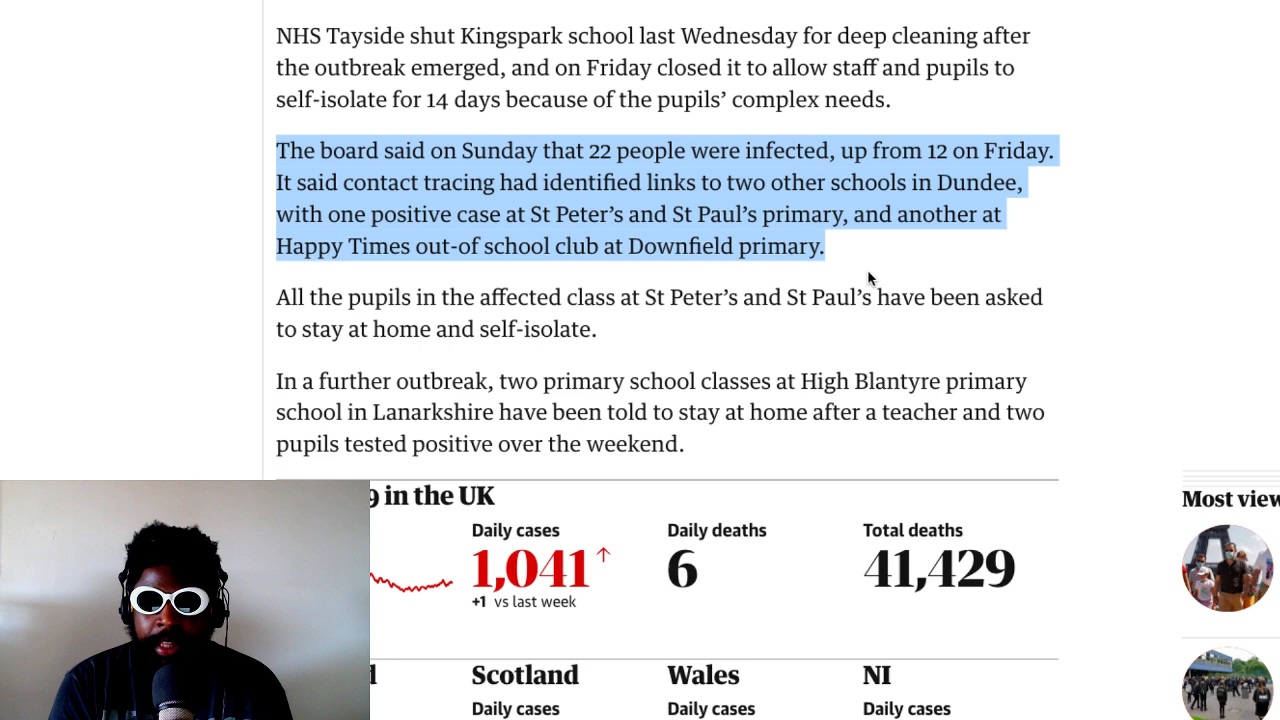 NHS Tayside shut Kingspark school last Wednesday for deep cleaning after
the outbreak emerged, and on Friday closed it to allow staff and pupils to
self-isolate for 14 days because of the pupils’ complex needs.
The board said on Sunday that 22 people were infected, up from 12 on Friday.
It said contact tracing had identified links to two other schools in Dundee,
with one positive case at St Peter’s and St Paul’s primary, and another at
Happy Times out-of school club at Downfield primary.
All the pupils in the affected class at St Peter’s and St Paul’s have been asked
to stay at home and self-isolate.
In a further outbreak, two primary school classes at High Blantyre primary
school in Lanarkshire have been told to stay at home after a teacher and two
pupils tested positive over the weekend.
9 in the UK
Daily cases Daily deaths Total deaths
1,041↑ 6 41,429
+1 vs last week
Scotland Wales NI
Daily cases Daily cases Daily cases
Most view